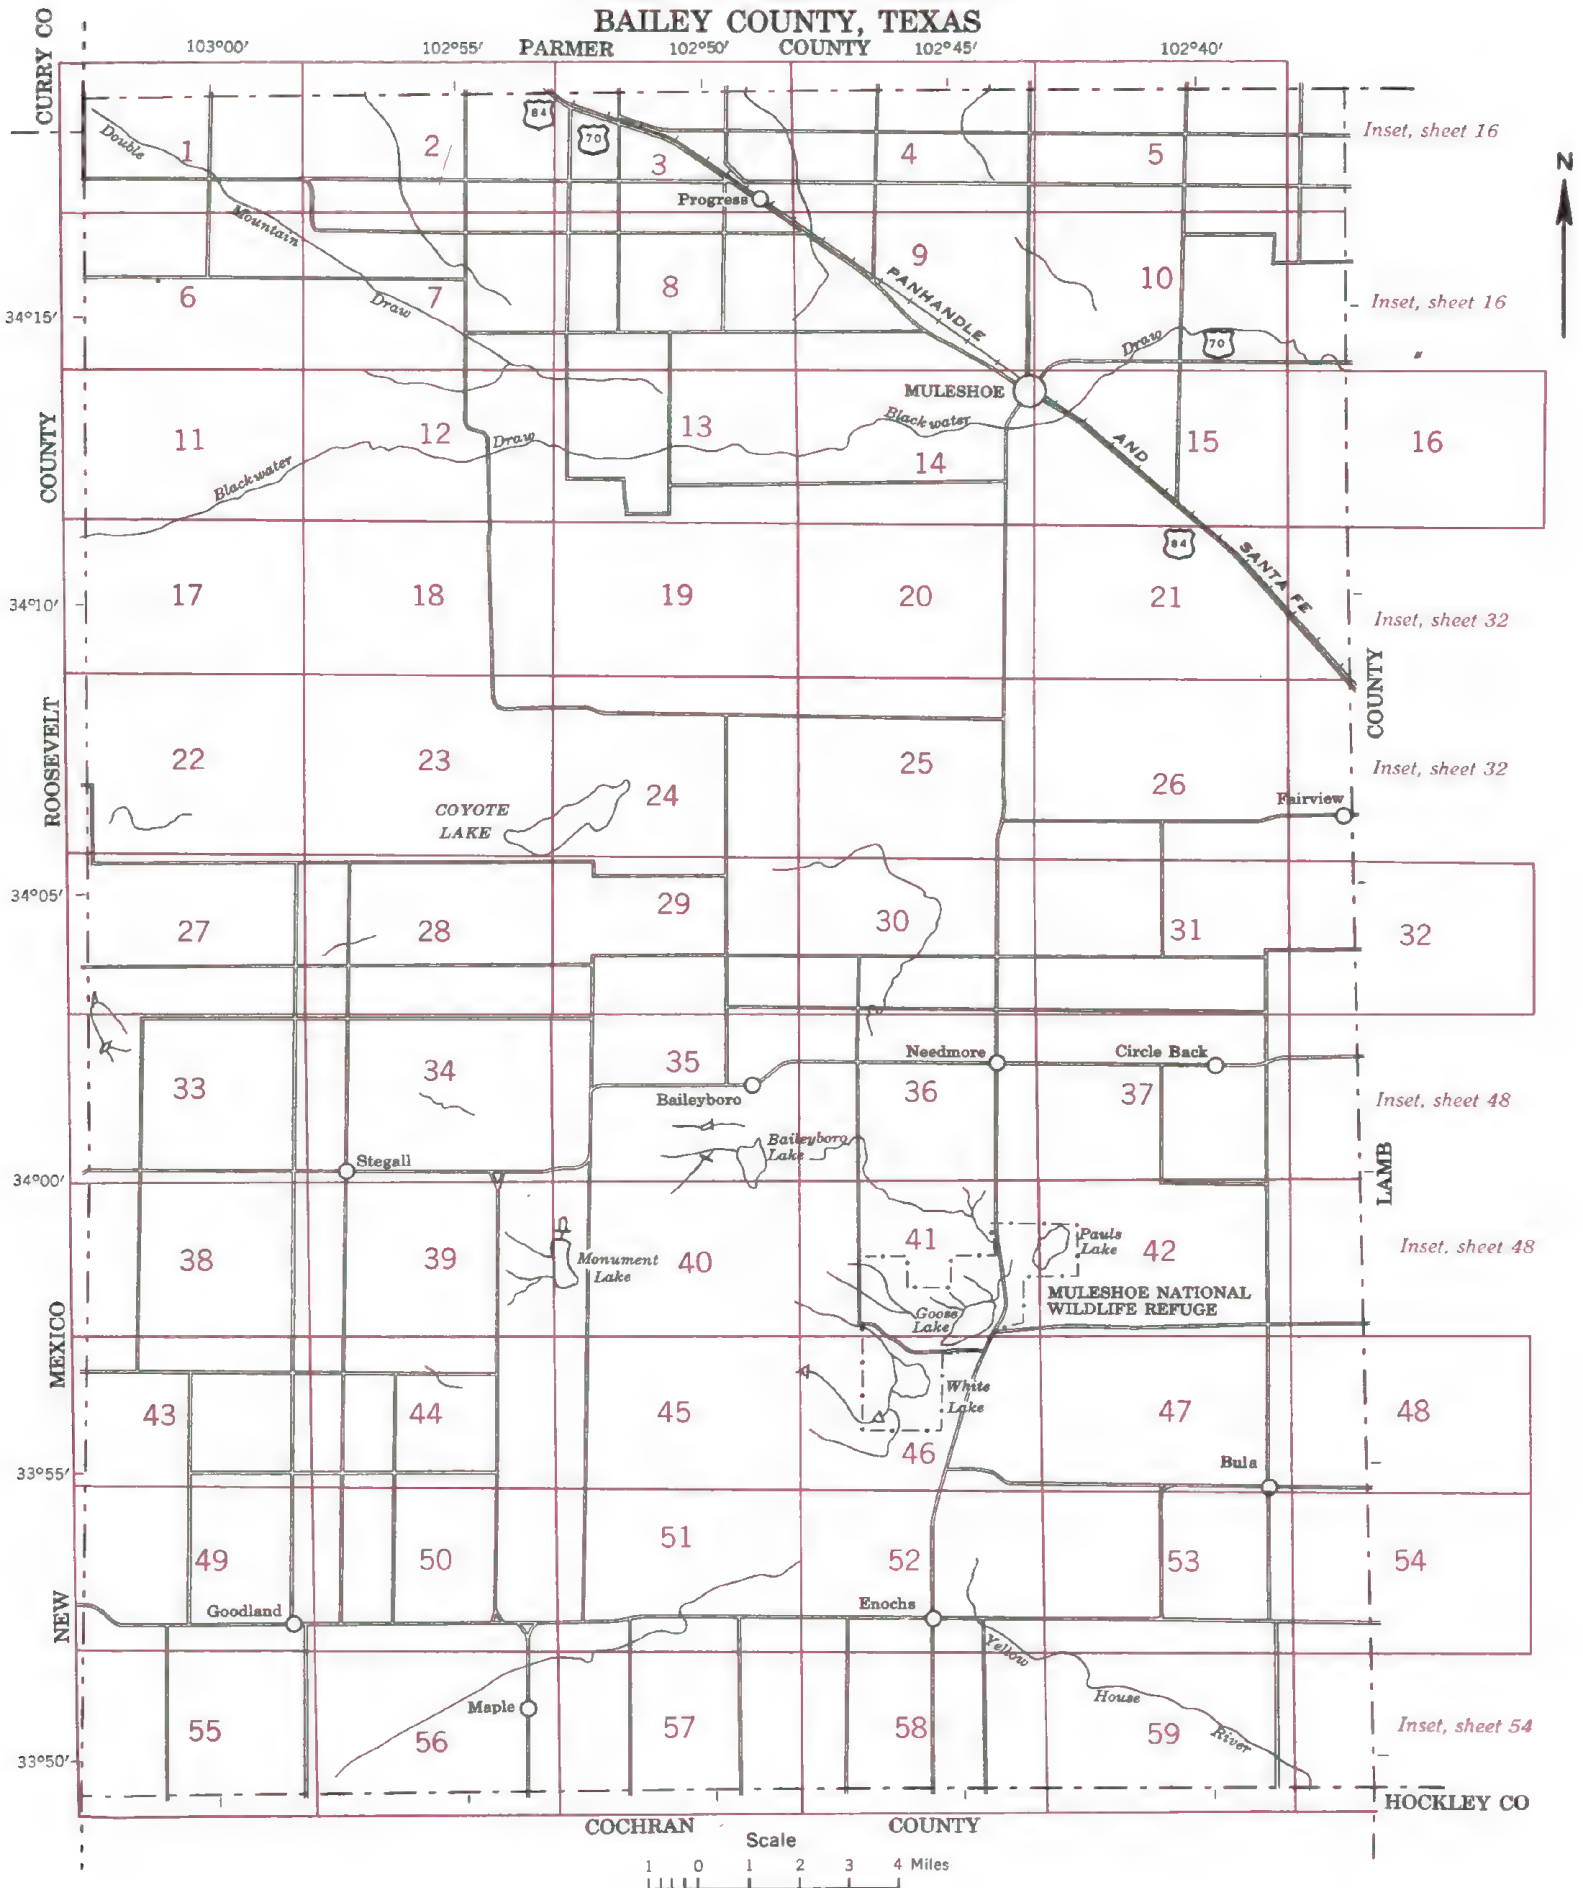 BAILEY COUNTY, TEXAS
CURRY CO
103°00′ 102°55′ PARMER 102°50′ COUNTY 102°45′ 102°40′
84
70
Inset, sheet 16
N
Double
1 2 3 4 5
Progress
Mountain
6 7 8 9 10
Draw
PANHANDLE
Inset, sheet 16
34°15′
Draw
70
"
MULESHOE
COUNTY
11 12 13 14 15 16
Blackwater
Draw
Blackwater
AND
84
SANTA FE
34°10′
17 18 19 20 21
Inset, sheet 32
COUNTY
ROOSEVELT
22 23 24 25 26
Inset, sheet 32
COYOTE
LAKE
Fairview
34°05′
27 28 29 30 31 32
Needmore
Circle Back
33 34 35 36 37
Inset, sheet 48
Baileyboro
Baileyboro
Lake
Stegall
34°00′
LAMB
38 39 40 41 42
Inset, sheet 48
Monument
Lake
Pauls
Lake
MULESHOE NATIONAL
WILDLIFE REFUGE
Goose
Lake
MEXICO
White
Lake
43 44 45 46 47 48
Bula
33°55′
49 50 51 52 53 54
NEW
Goodland
Enochs
Yellow
House
River
Maple
55 56 57 58 59
Inset, sheet 54
33°50′
HOCKLEY CO
COCHRAN COUNTY
Scale
1 0 1 2 3 4 Miles